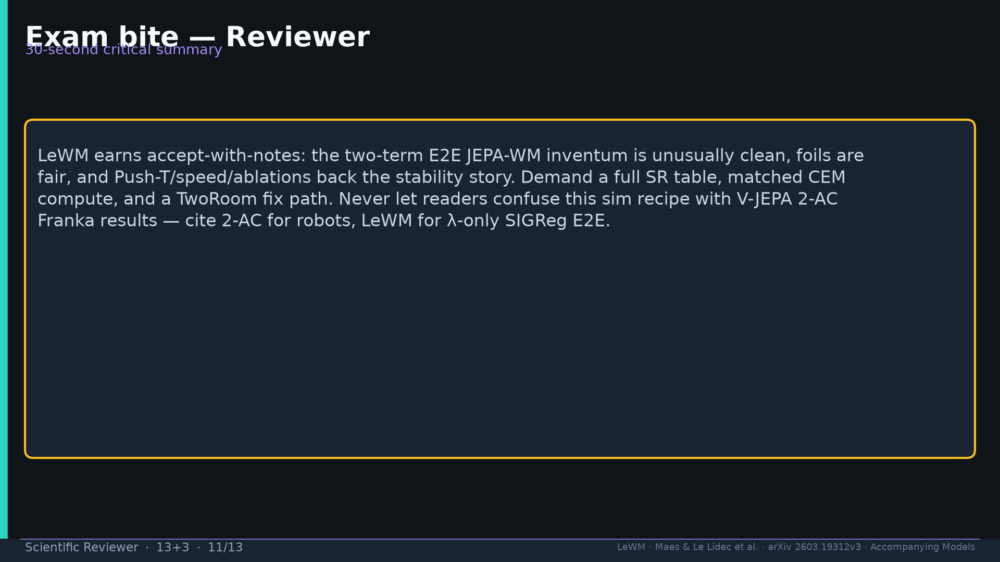 Exam bite — Reviewer
30-second critical summary
LeWM earns accept-with-notes: the two-term E2E JEPA-WM inventum is unusually clean, foils are
fair, and Push-T/speed/ablations back the stability story. Demand a full SR table, matched CEM
compute, and a TwoRoom fix path. Never let readers confuse this sim recipe with V-JEPA 2-AC
Franka results — cite 2-AC for robots, LeWM for λ-only SIGReg E2E.
Scientific Reviewer · 13+3 · 11/13
LeWM · Maes & Le Lidec et al. · arXiv 2603.19312v3 · Accompanying Models